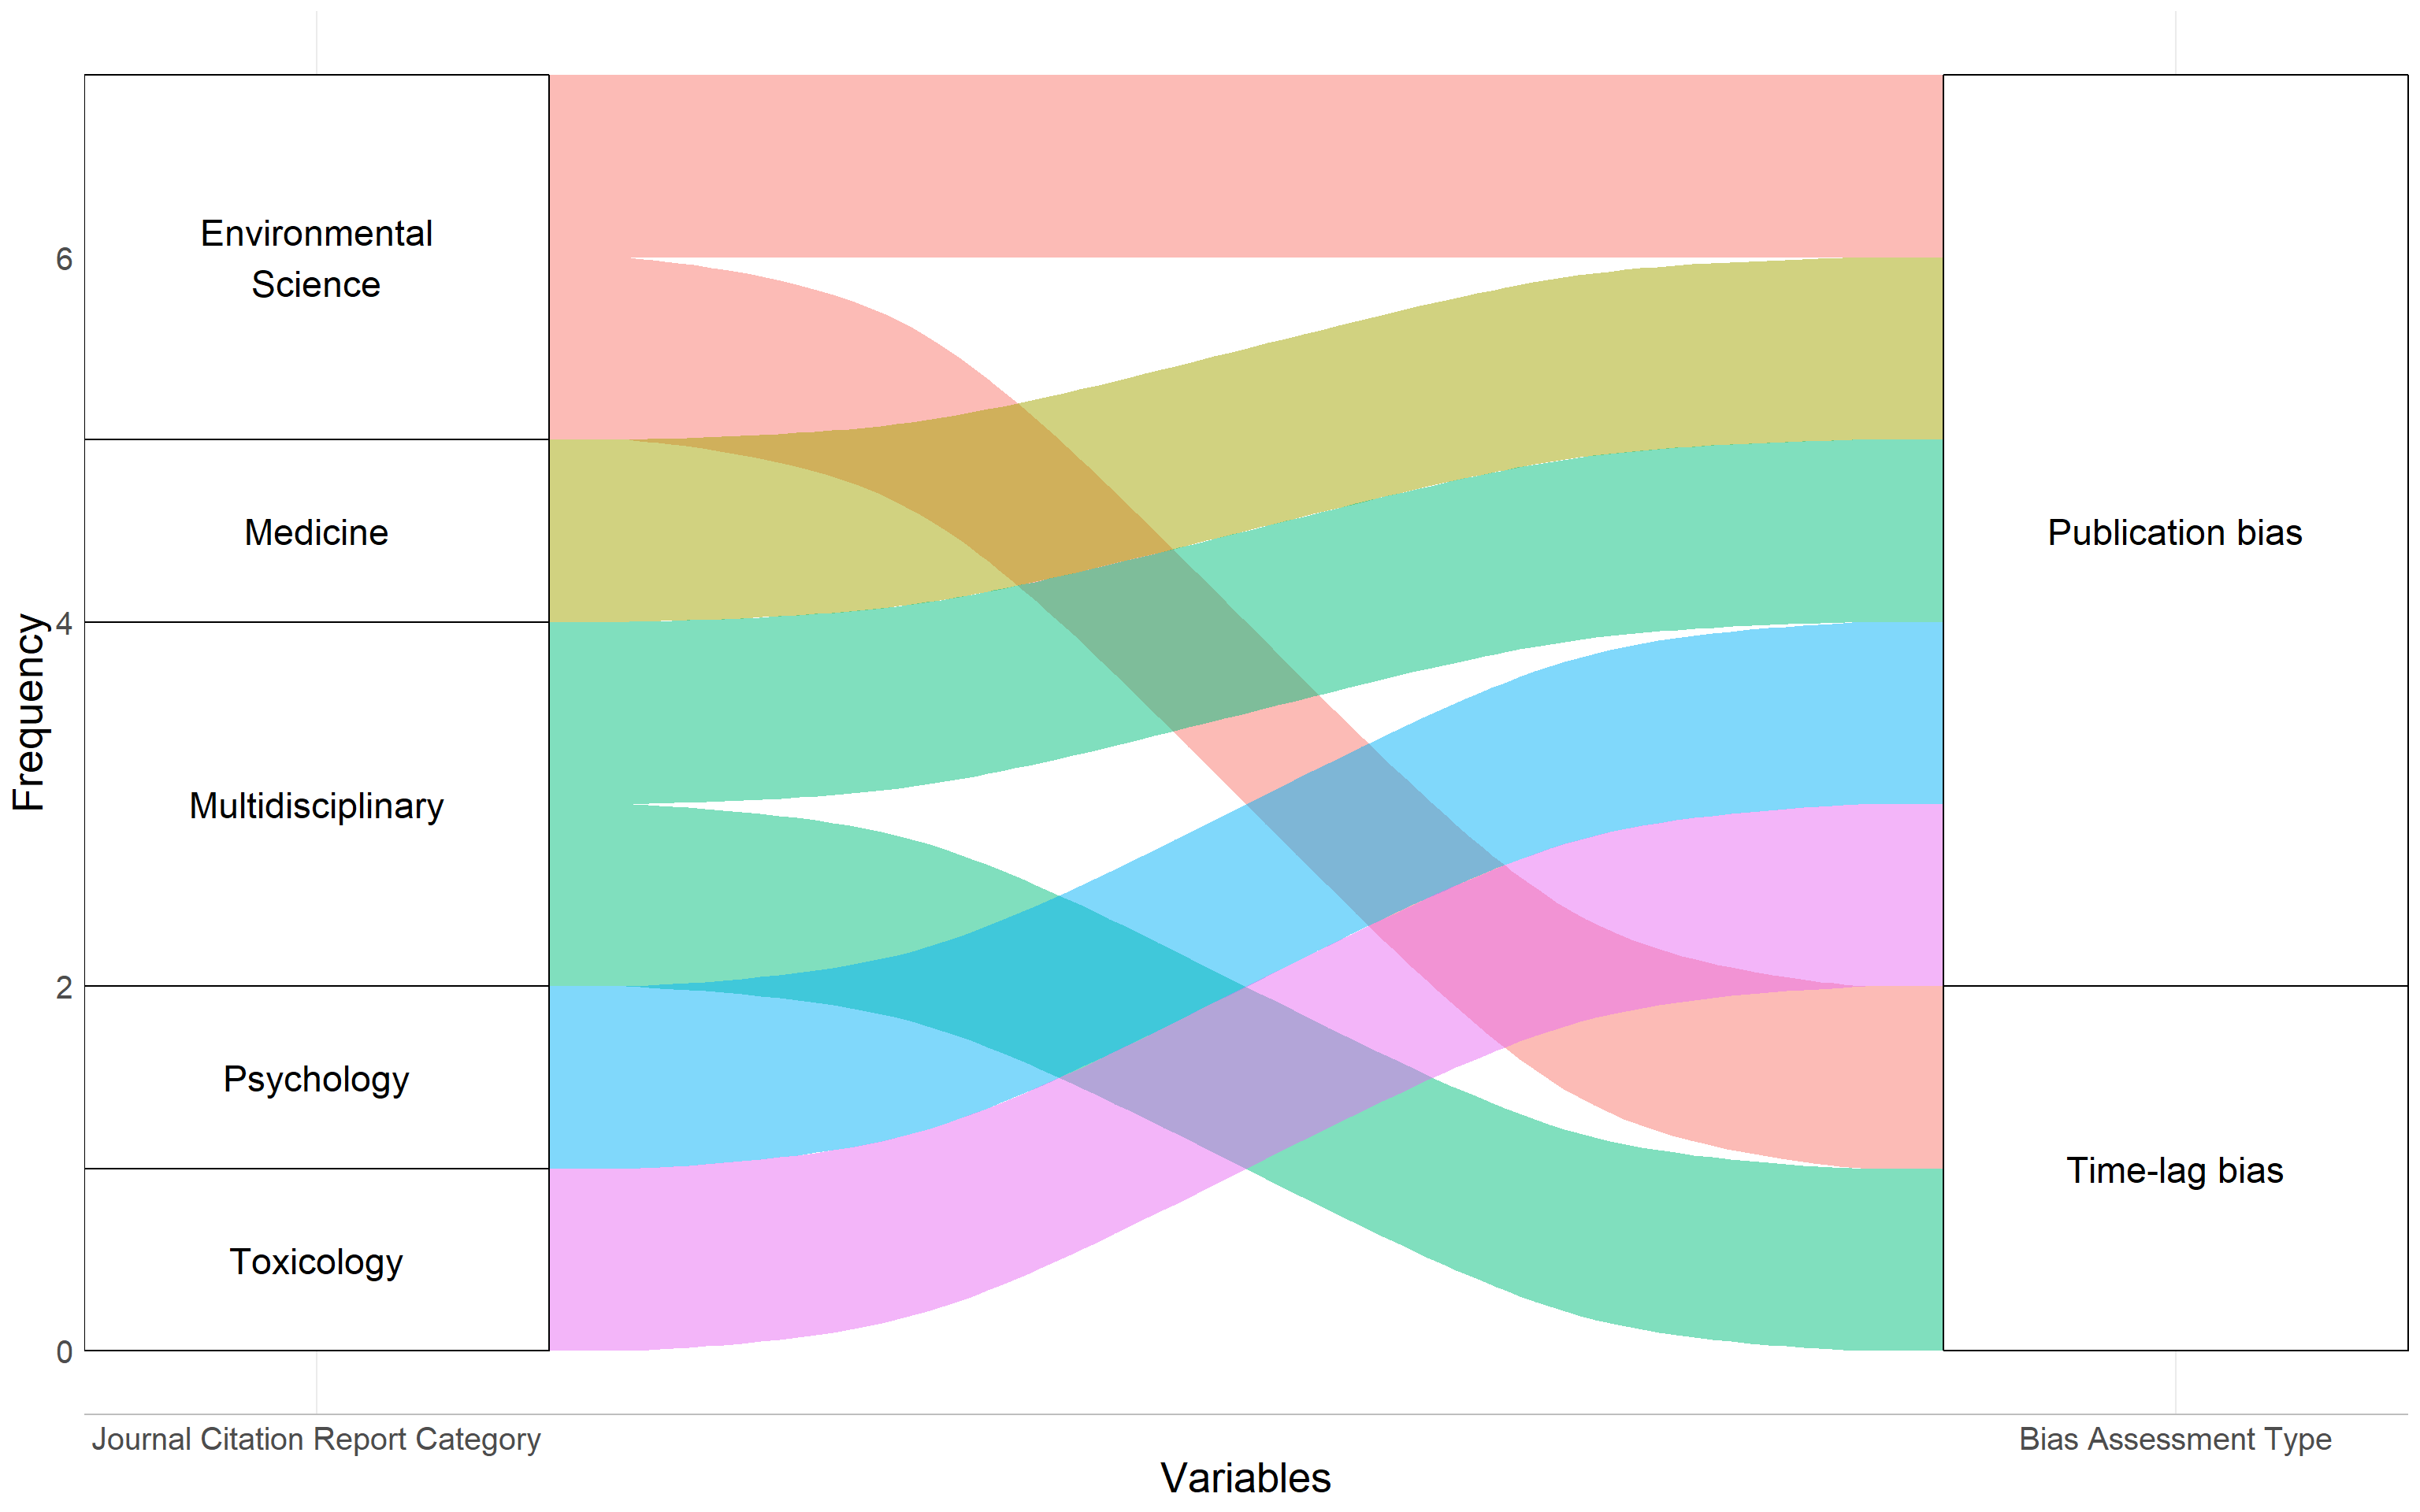 Environmental
Science
Medicine
Multidisciplinary
Psychology
Toxicology
Publication bias
Time-lag bias
Frequency
6
4
2
0
Journal Citation Report Category
Bias Assessment Type
Variables